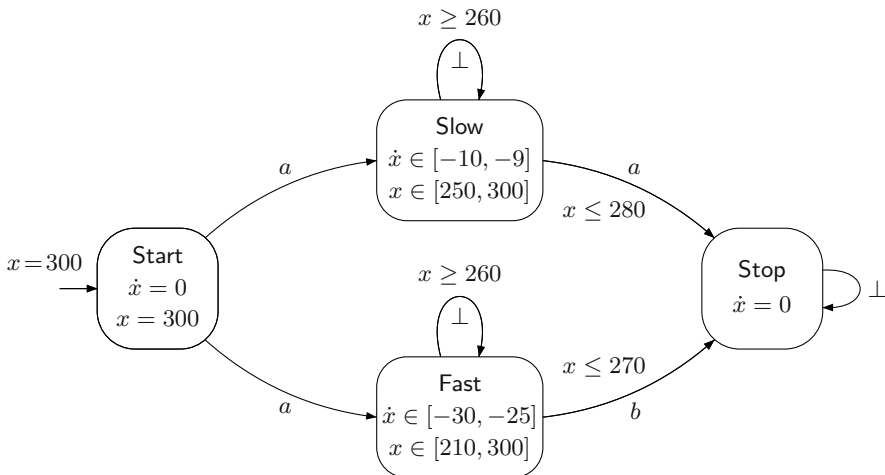 x ≥ 260
⊥
Slow
ẋ ∈ [−10, −9]
x ∈ [250, 300]
a
a
x ≤ 280
x = 300
Start
ẋ = 0
x = 300
Stop
ẋ = 0
⊥
x ≥ 260
⊥
Fast
ẋ ∈ [−30, −25]
x ∈ [210, 300]
a
x ≤ 270
b